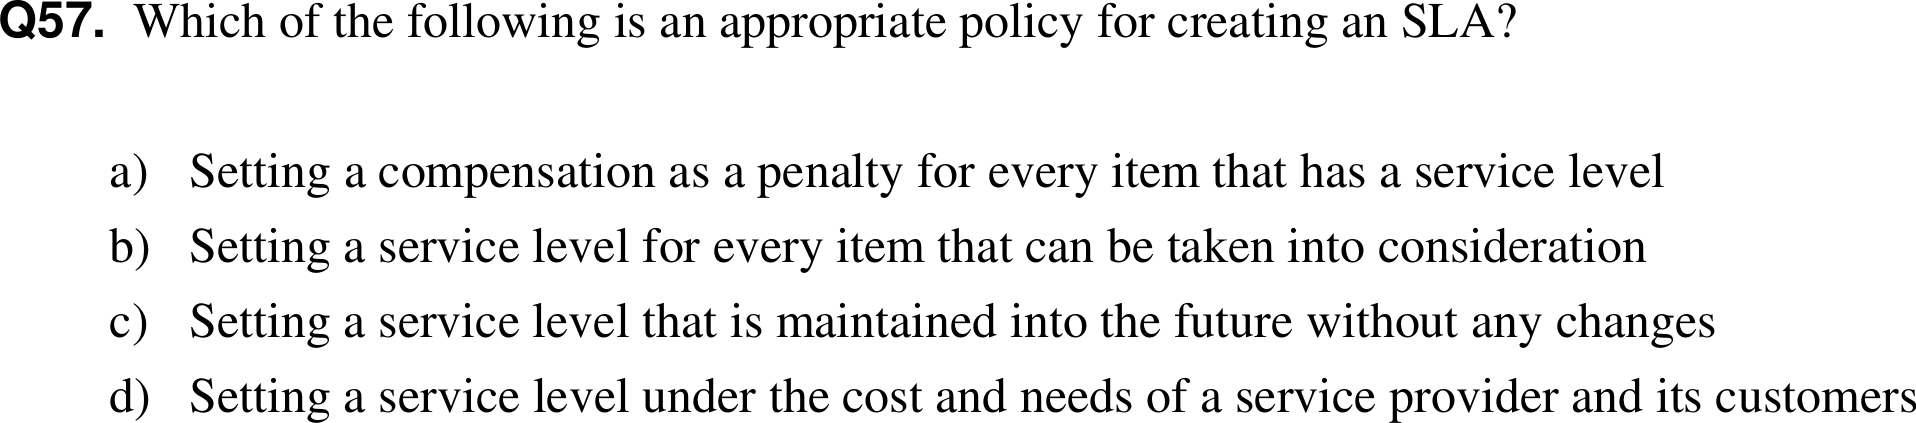 Q57. Which of the following is an appropriate policy for creating an SLA?
a) Setting a compensation as a penalty for every item that has a service level
b) Setting a service level for every item that can be taken into consideration
c) Setting a service level that is maintained into the future without any changes
d) Setting a service level under the cost and needs of a service provider and its customers